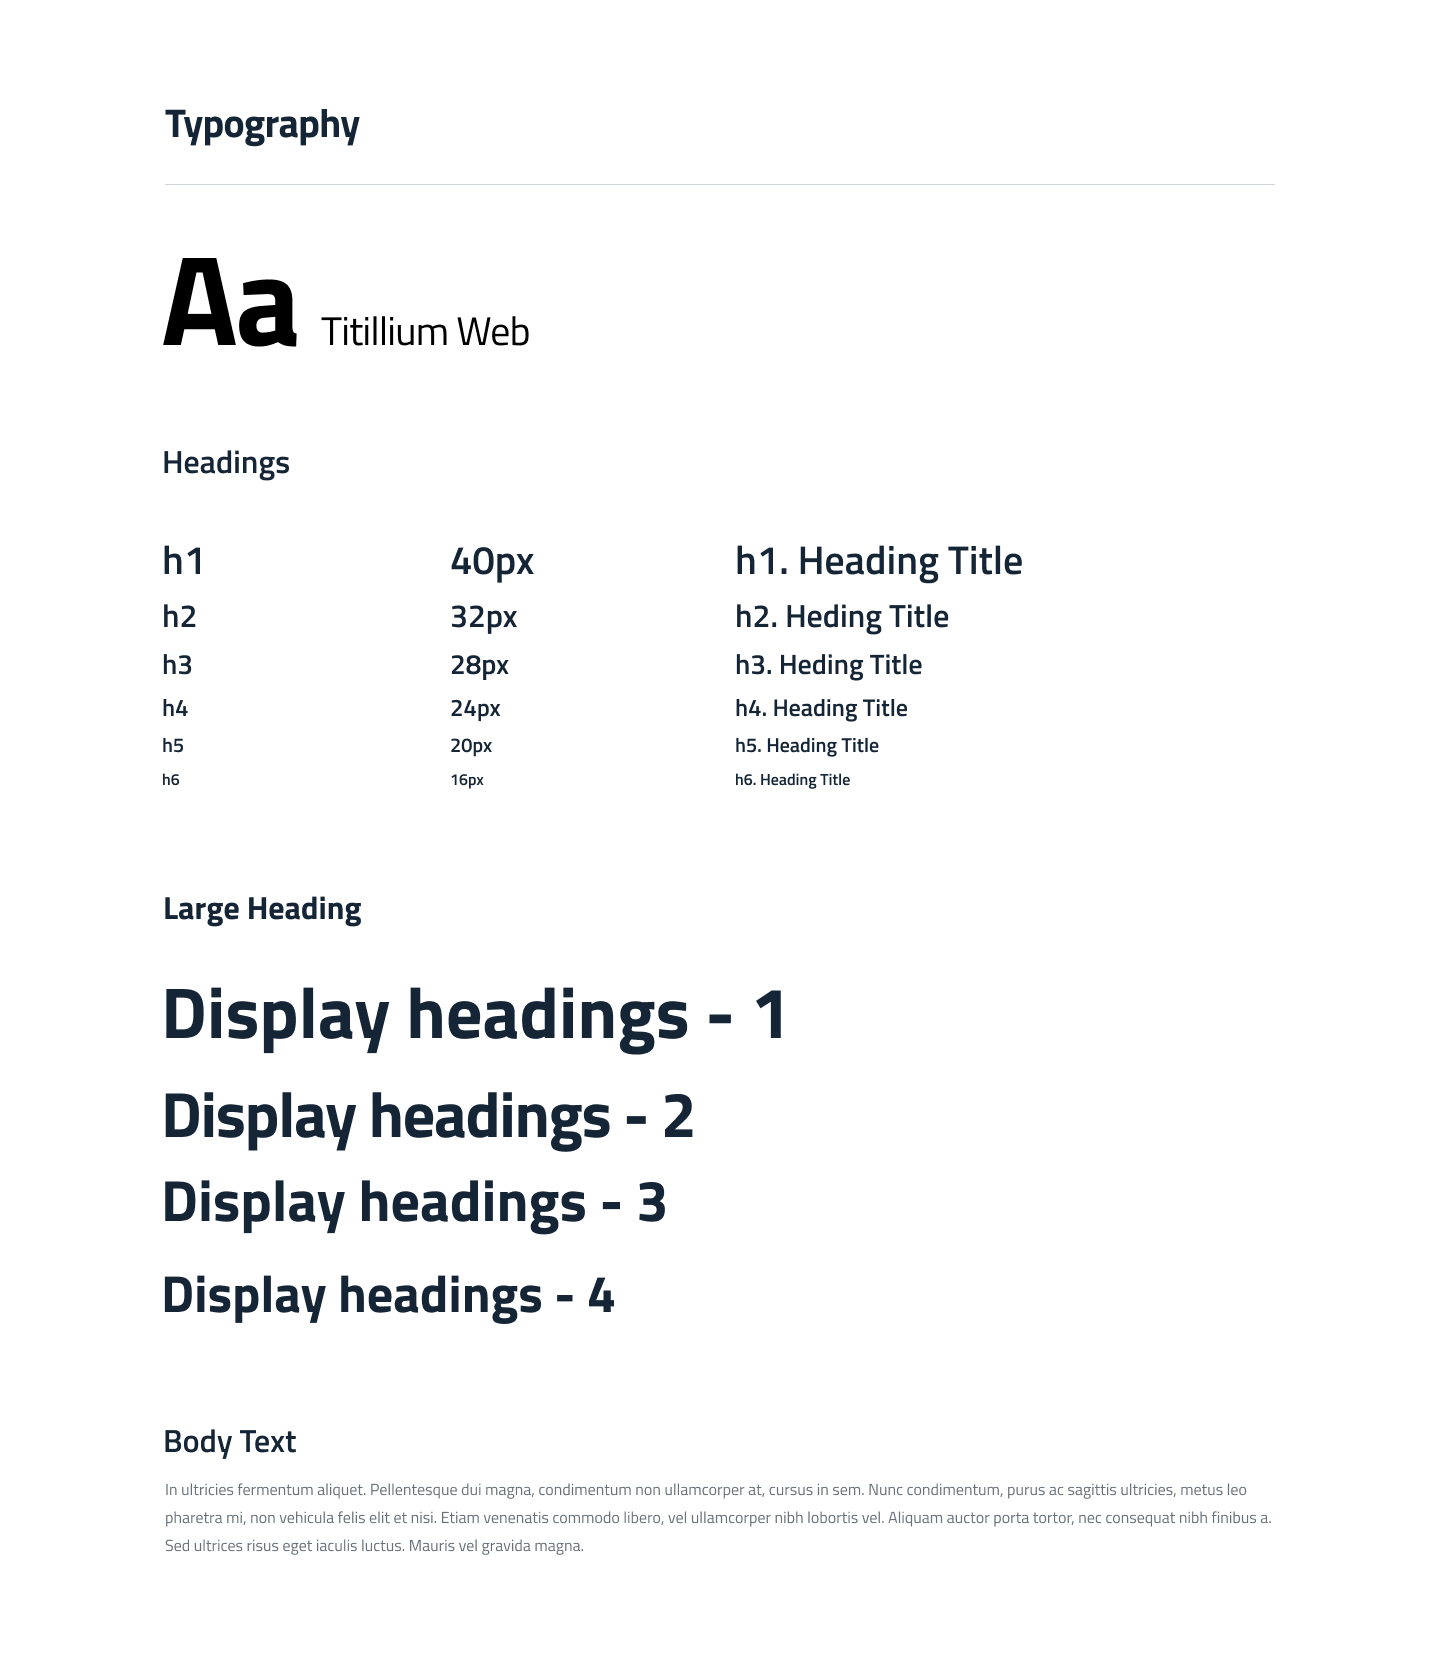 Typography
Aa Titillium Web
Headings
h1 40px h1. Heading Title
h2 32px h2. Heding Title
h3 28px h3. Heding Title
h4 24px h4. Heading Title
h5 20px h5. Heading Title
h6 16px h6. Heading Title
Large Heading
Display headings - 1
Display headings - 2
Display headings - 3
Display headings - 4
Body Text
In ultricies fermentum aliquet. Pellentesque dui magna, condimentum non ullamcorper at, cursus in sem. Nunc condimentum, purus ac sagittis ultricies, metus leo
pharetra mi, non vehicula felis elit et nisi. Etiam venenatis commodo libero, vel ullamcorper nibh lobortis vel. Aliquam auctor porta tortor, nec consequat nibh finibus a.
Sed ultrices risus eget iaculis luctus. Mauris vel gravida magna.